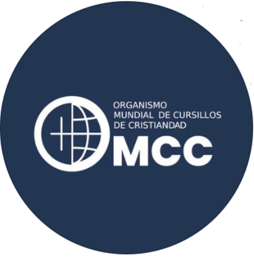 ORGANISMO
MUNDIAL DE CURSILLOS
DE CRISTIANDAD
MCC